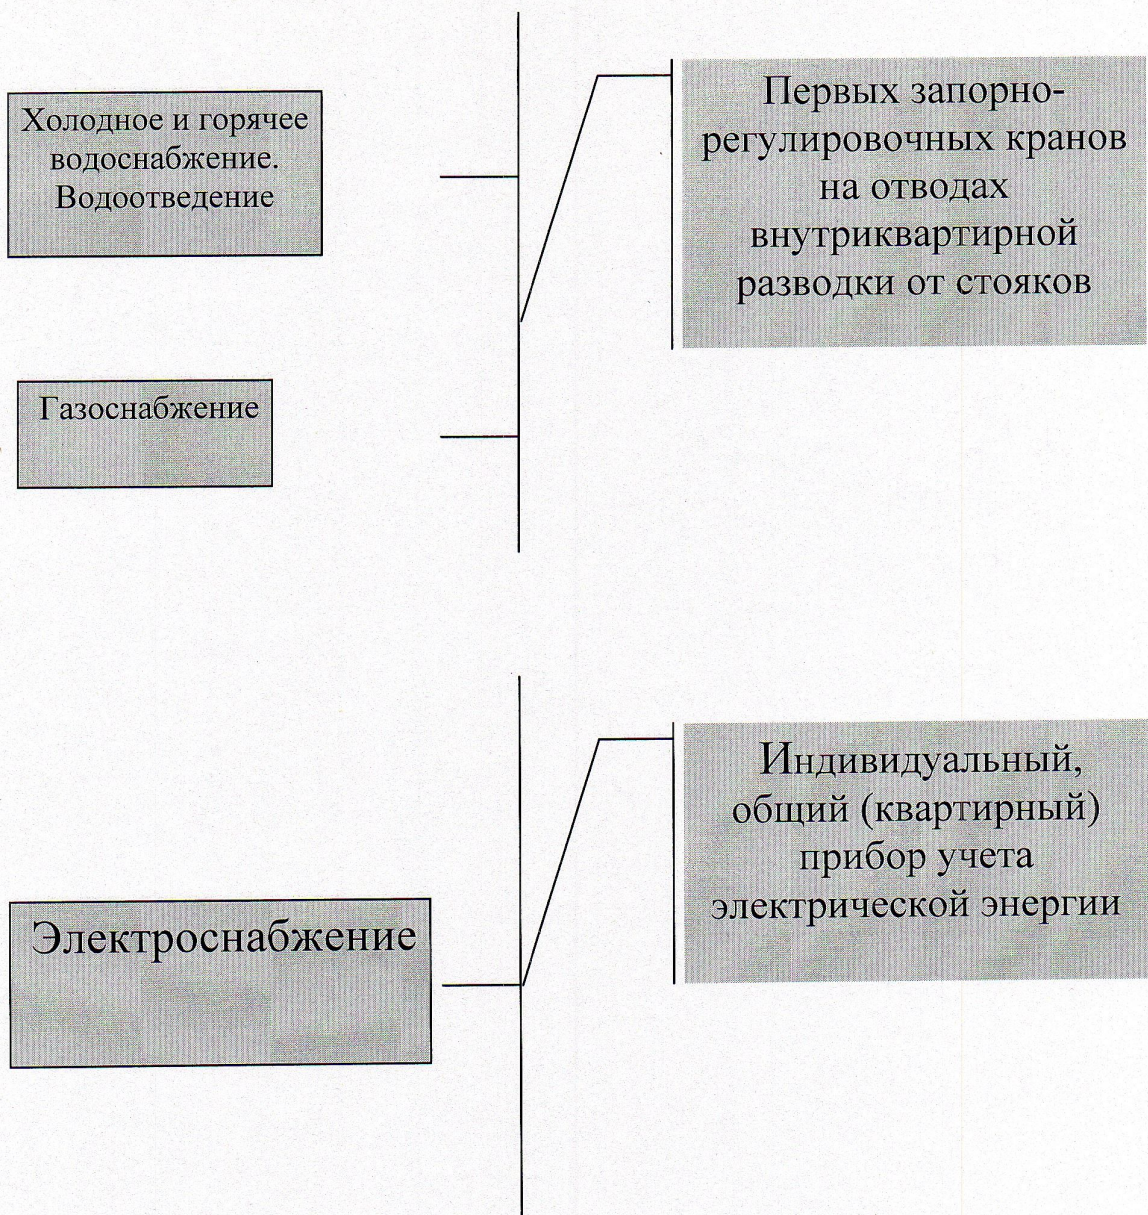 Холодное и горячее
водоснабжение.
Водоотведение
Первых запорно-
регулировочных кранов
на отводах
внутриквартирной
разводки от стояков
Газоснабжение
Индивидуальный,
общий (квартирный)
прибор учета
электрической энергии
Электроснабжение